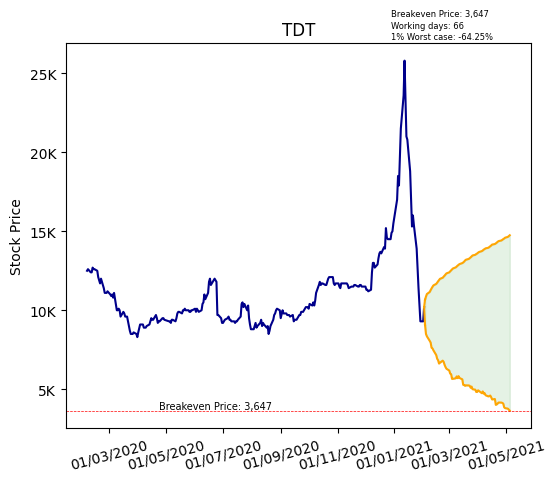 Breakeven Price: 3,647
Working days: 66
1% Worst case: -64.25%
TDT
Stock Price
25K
20K
15K
10K
5K
Breakeven Price: 3,647
01/03/2020
01/05/2020
01/07/2020
01/09/2020
01/11/2020
01/01/2021
01/03/2021
01/05/2021